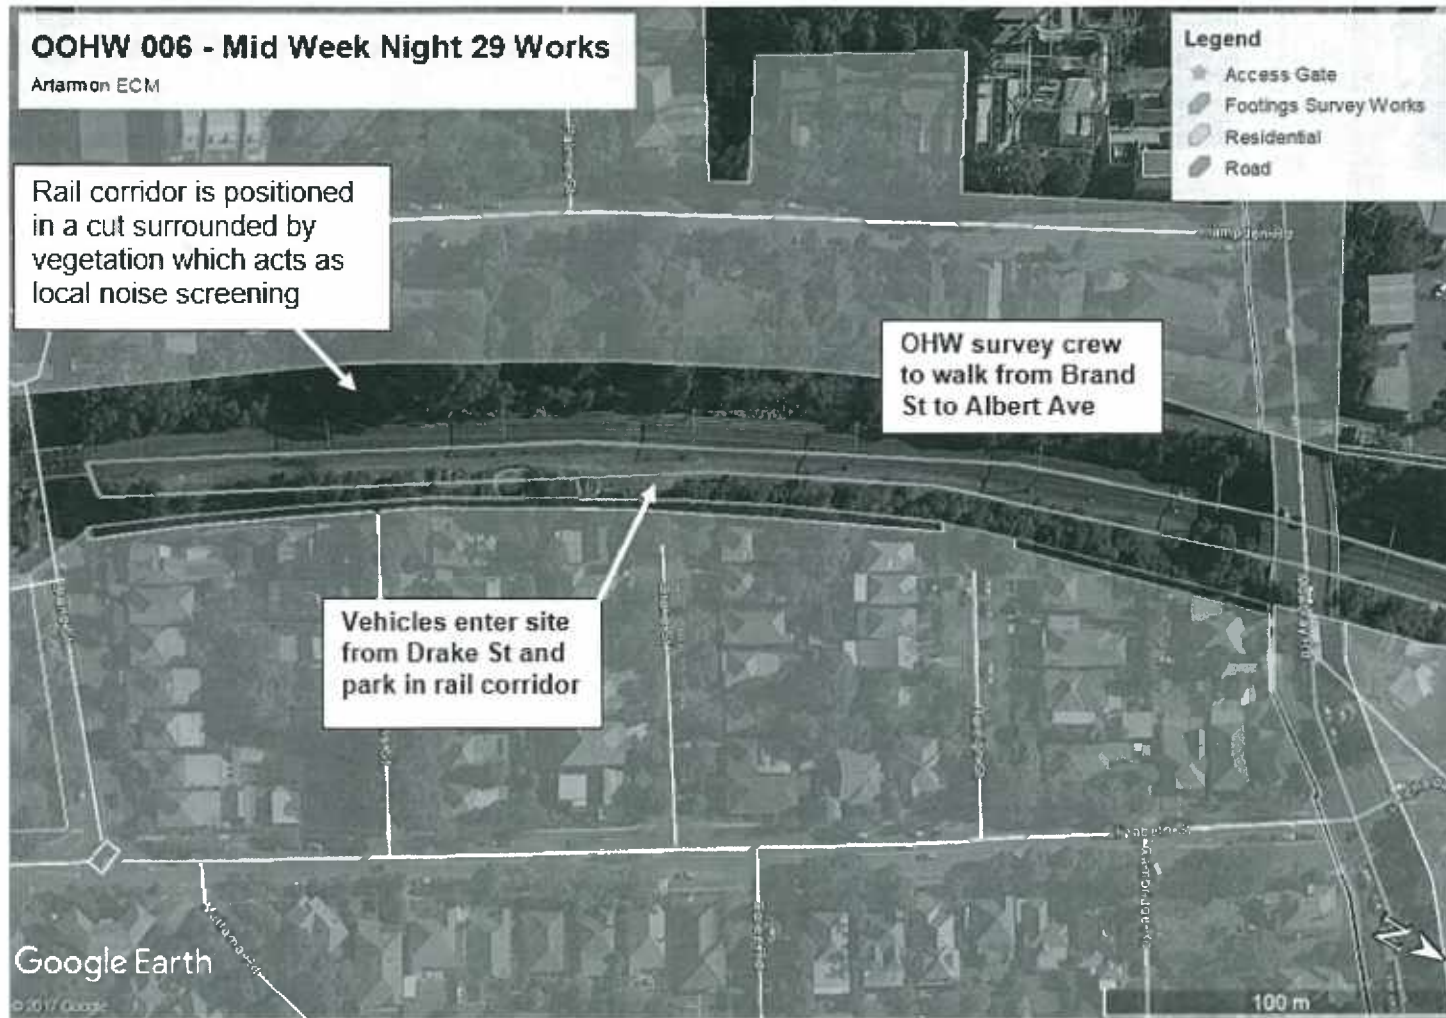 OOHW 006 - Mid Week Night 29 Works
Artarmon ECM
Legend
Access Gate
Footings Survey Works
Residential
Road
Rail corridor is positioned
in a cut surrounded by
vegetation which acts as
local noise screening
OHW survey crew
to walk from Brand
St to Albert Ave
Vehicles enter site
from Drake St and
park in rail corridor
Google Earth
© 2017 Google
N
100 m